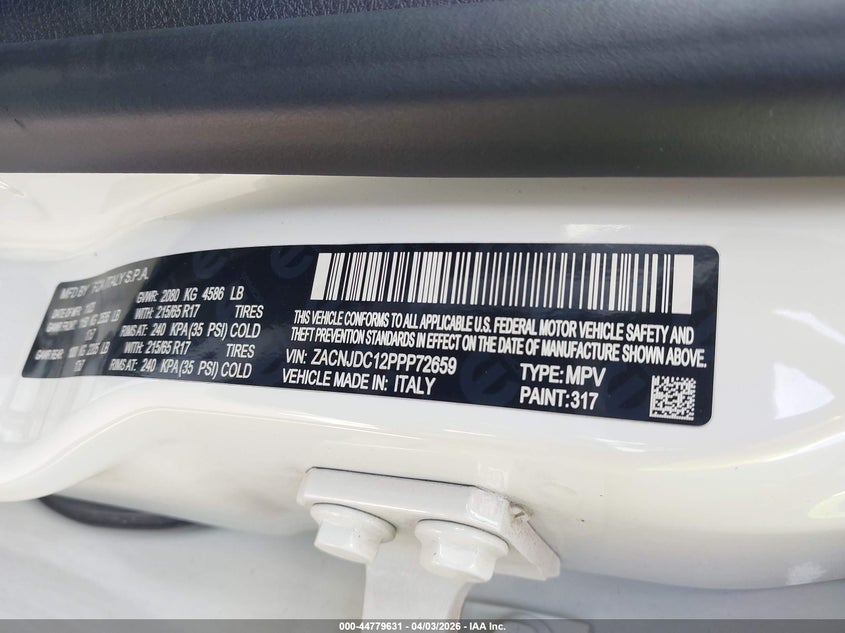 MFD BY FCA ITALY S.P.A.
GVWR: 2080 KG 4586 LB
WITH: 215/65 R17 TIRES
RIMS AT: 240 KPA(35 PSI) COLD
WITH: 215/65 R17 TIRES
RIMS AT: 240 KPA(35 PSI) COLD
THIS VEHICLE CONFORMS TO ALL APPLICABLE U.S. FEDERAL MOTOR VEHICLE SAFETY AND
THEFT PREVENTION STANDARDS IN EFFECT ON THE DATE OF MANUFACTURE SHOWN ABOVE.
VIN: ZACNJDC12PPP72659 TYPE: MPV
VEHICLE MADE IN: ITALY PAINT:317
000-44779631 - 04/03/2026 - IAA Inc.